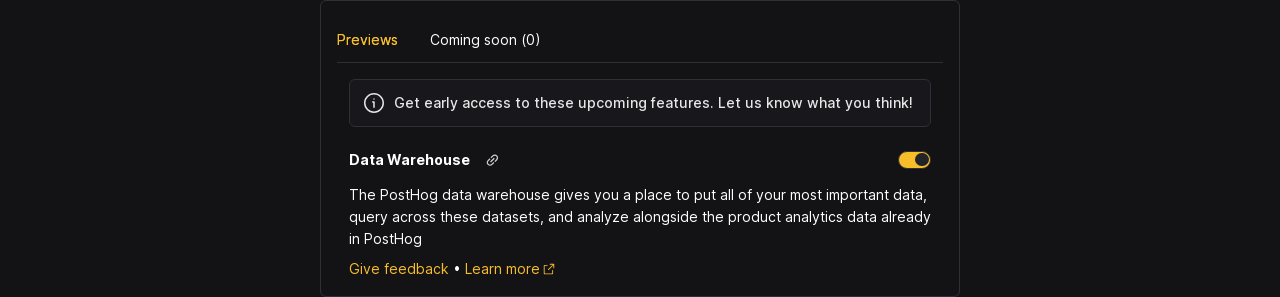 Previews
Coming soon (0)
Get early access to these upcoming features. Let us know what you think!
Data Warehouse
The PostHog data warehouse gives you a place to put all of your most important data,
query across these datasets, and analyze alongside the product analytics data already
in PostHog
Give feedback • Learn more